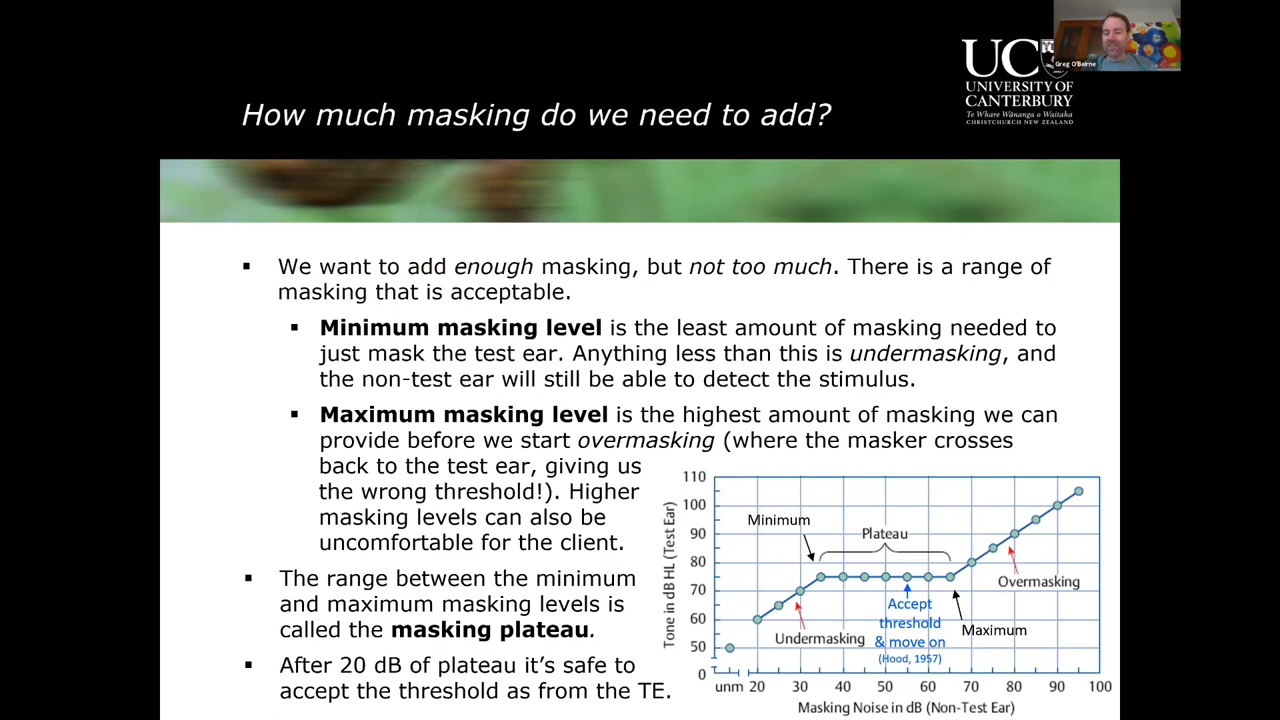 Greg O'Beirne
UC
UNIVERSITY OF
CANTERBURY
Te Whare Wānanga o Waitaha
CHRISTCHURCH NEW ZEALAND
How much masking do we need to add?
▪ We want to add enough masking, but not too much. There is a range of
masking that is acceptable.
▪ Minimum masking level is the least amount of masking needed to
just mask the test ear. Anything less than this is undermasking, and
the non-test ear will still be able to detect the stimulus.
▪ Maximum masking level is the highest amount of masking we can
provide before we start overmasking (where the masker crosses
back to the test ear, giving us
the wrong threshold!). Higher
masking levels can also be
uncomfortable for the client.
▪ The range between the minimum
and maximum masking levels is
called the masking plateau.
▪ After 20 dB of plateau it's safe to
accept the threshold as from the TE.
Tone in dB HL (Test Ear)
110
100
90
80
70
60
50
0
Minimum
Plateau
Overmasking
Undermasking
Accept
threshold
& move on
(Hood, 1957)
Maximum
unm 20 30 40 50 60 70 80 90 100
Masking Noise in dB (Non-Test Ear)